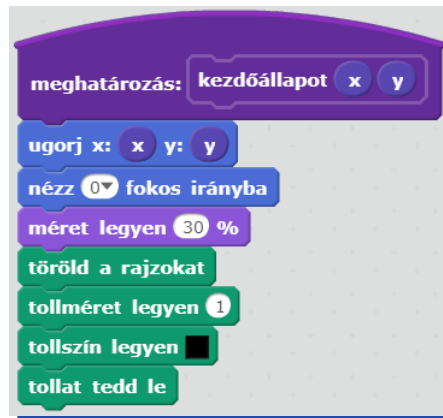 meghatározás: kezdőállapot x y
ugorj x: x y: y
nézz 0 fokos irányba
méret legyen 30 %
töröld a rajzokat
tollméret legyen 1
tollszín legyen
tollat tedd le